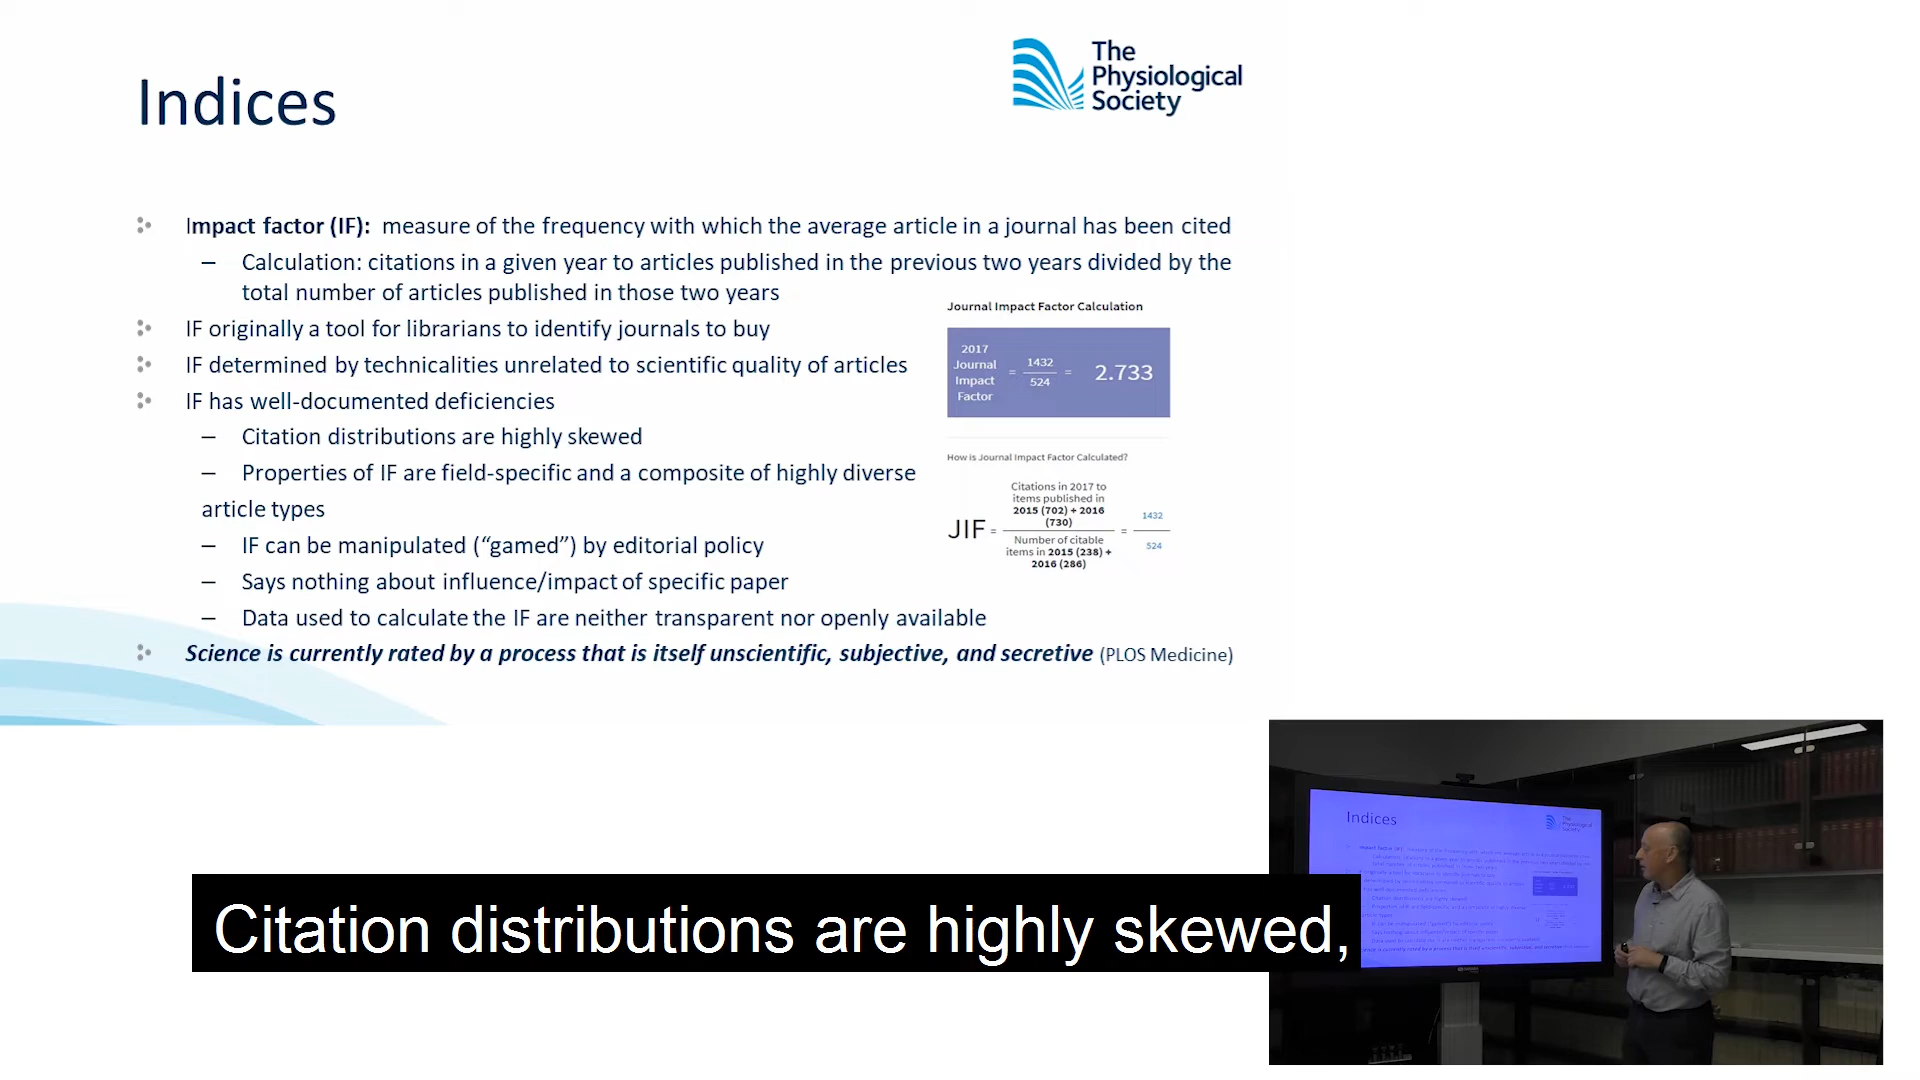 The
Physiological
Society
Indices
Impact factor (IF): measure of the frequency with which the average article in a journal has been cited
– Calculation: citations in a given year to articles published in the previous two years divided by the
total number of articles published in those two years
Journal Impact Factor Calculation
IF originally a tool for librarians to identify journals to buy
2017
Journal
Impact
Factor
= 1432
524
= 2.733
IF determined by technicalities unrelated to scientific quality of articles
IF has well-documented deficiencies
– Citation distributions are highly skewed
How is Journal Impact Factor Calculated?
– Properties of IF are field-specific and a composite of highly diverse
article types
Citations in 2017 to
items published in
2015 (702) + 2016
(730)
JIF =
Number of citable
items in 2015 (238) +
2016 (286)
= 1432
524
– IF can be manipulated (“gamed”) by editorial policy
– Says nothing about influence/impact of specific paper
– Data used to calculate the IF are neither transparent nor openly available
Science is currently rated by a process that is itself unscientific, subjective, and secretive (PLOS Medicine)
Indices
The
Physiological
Society
Citation distributions are highly skewed,